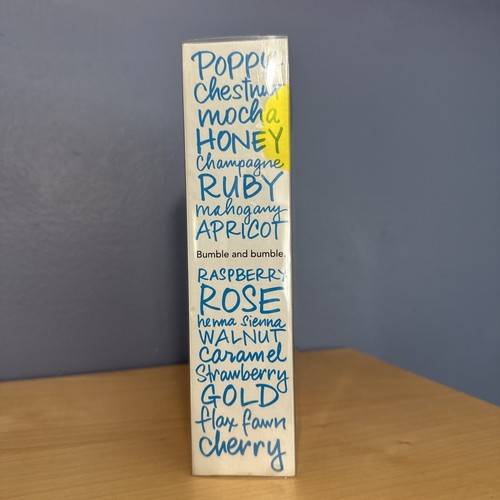 POPPY
Chestnut
mocha
HONEY
Champagne
RUBY
mahogany
APRICOT
Bumble and bumble.
RASPBERRY
ROSE
henna sienna
WALNUT
Caramel
Strawberry
GOLD
flax fawn
cherry